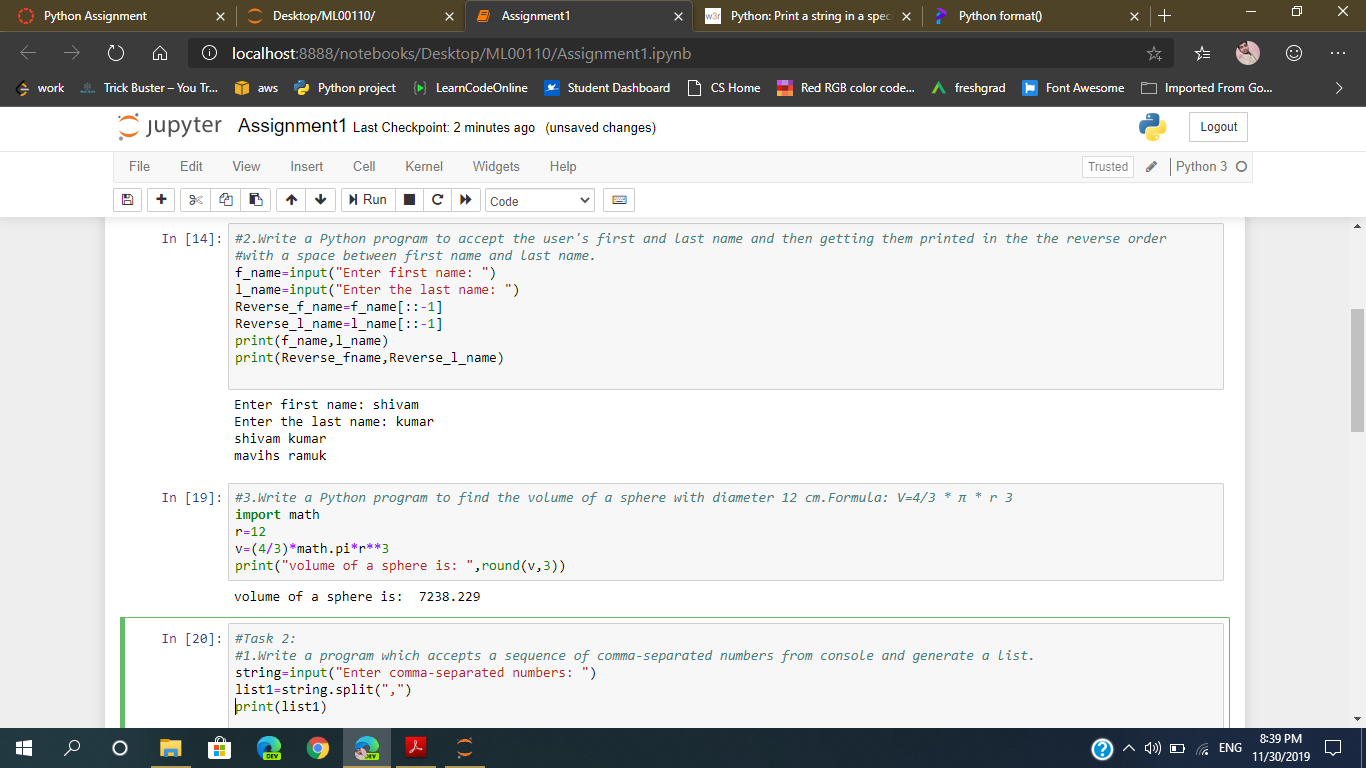 Python Assignment
Desktop/ML00110/
Assignment1
w3r Python: Print a string in a spec
Python format()
localhost:8888/notebooks/Desktop/ML00110/Assignment1.ipynb
work
Trick Buster – You Tr...
aws
Python project
LearnCodeOnline
Student Dashboard
CS Home
Red RGB color code...
freshgrad
Font Awesome
Imported From Go...
jupyter Assignment1 Last Checkpoint: 2 minutes ago (unsaved changes)
Logout
File Edit View Insert Cell Kernel Widgets Help
Trusted
Python 3
Run
Code
In [14]: #2.Write a Python program to accept the user's first and last name and then getting them printed in the the reverse order
#with a space between first name and last name.
f_name=input("Enter first name: ")
l_name=input("Enter the last name: ")
Reverse_f_name=f_name[::-1]
Reverse_l_name=l_name[::-1]
print(f_name,l_name)
print(Reverse_fname,Reverse_l_name)
Enter first name: shivam
Enter the last name: kumar
shivam kumar
mavihs ramuk
In [19]: #3.Write a Python program to find the volume of a sphere with diameter 12 cm.Formula: V=4/3 * π * r 3
import math
r=12
v=(4/3)*math.pi*r**3
print("volume of a sphere is: ",round(v,3))
volume of a sphere is:  7238.229
In [20]: #Task 2:
#1.Write a program which accepts a sequence of comma-separated numbers from console and generate a list.
string=input("Enter comma-separated numbers: ")
list1=string.split(",")
print(list1)
DEV
DEV
ENG
8:39 PM
11/30/2019